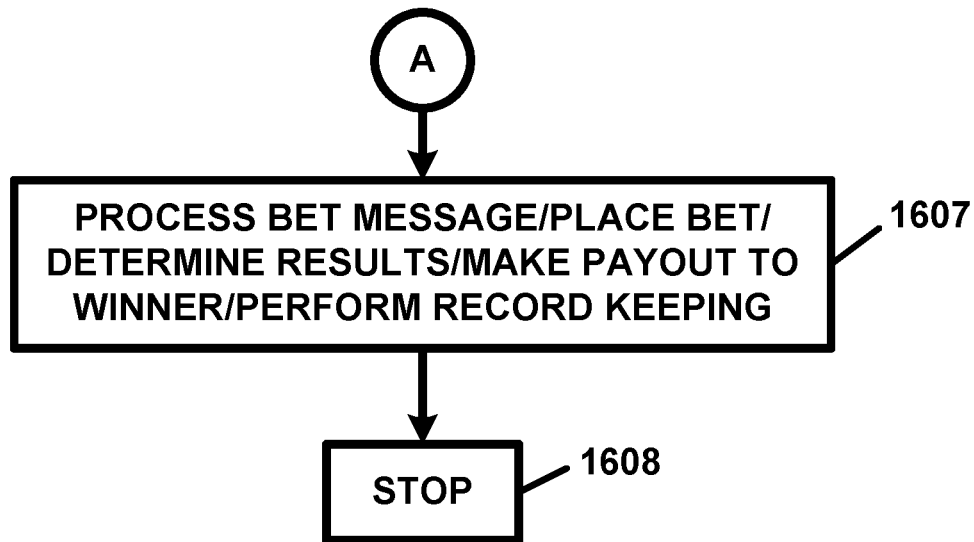 A
PROCESS BET MESSAGE/PLACE BET/
DETERMINE RESULTS/MAKE PAYOUT TO
WINNER/PERFORM RECORD KEEPING
1607
STOP
1608